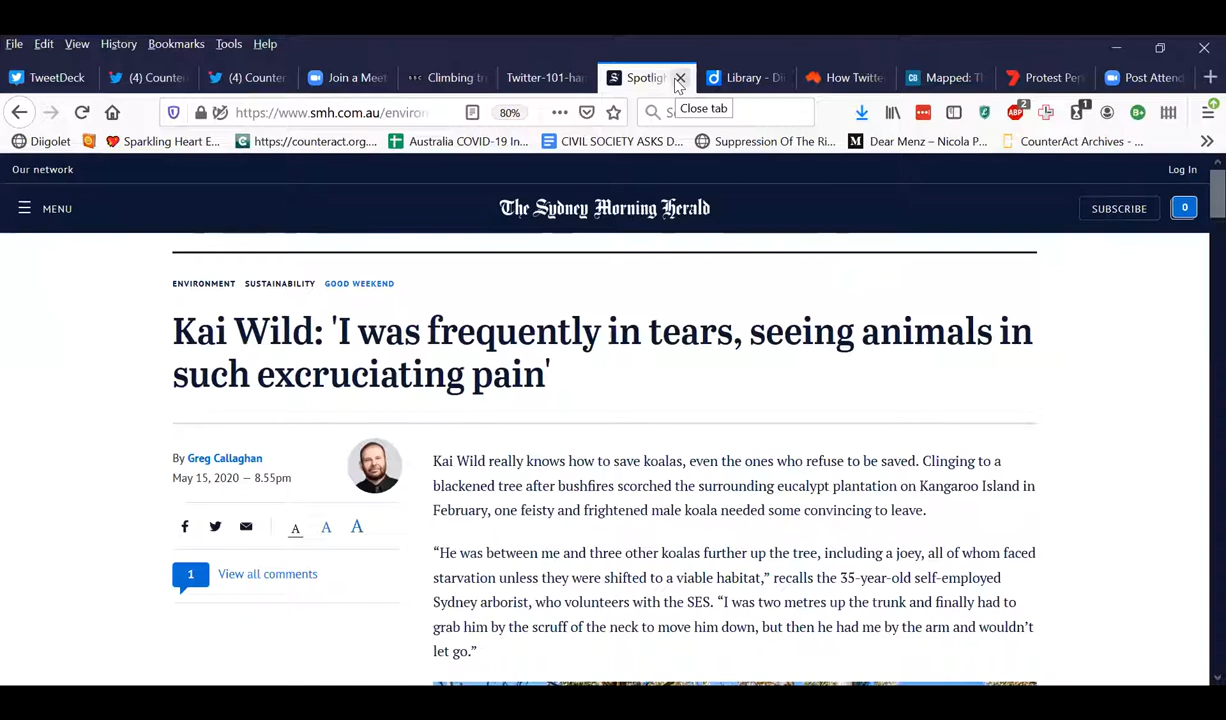 File Edit View History Bookmarks Tools Help
TweetDeck (4) Counte (4) Counter Join a Mee Climbing tr Twitter-101-han Spotligh Library - Di How Twitte Mapped: T Protest Per Post Attend
https://www.smh.com.au/environ 80% S 2 1
Close tab
Diigolet Sparkling Heart E... https://counteract.org.... Australia COVID-19 In... CIVIL SOCIETY ASKS D... Suppression Of The Ri... Dear Menz – Nicola P... CounterAct Archives - ...
Our network Log In
MENU The Sydney Morning Herald SUBSCRIBE 0
ENVIRONMENT SUSTAINABILITY GOOD WEEKEND
Kai Wild: 'I was frequently in tears, seeing animals in
such excruciating pain'
By Greg Callaghan
May 15, 2020 — 8.55pm
A A A
1 View all comments
Kai Wild really knows how to save koalas, even the ones who refuse to be saved. Clinging to a
blackened tree after bushfires scorched the surrounding eucalypt plantation on Kangaroo Island in
February, one feisty and frightened male koala needed some convincing to leave.
“He was between me and three other koalas further up the tree, including a joey, all of whom faced
starvation unless they were shifted to a viable habitat,” recalls the 35-year-old self-employed
Sydney arborist, who volunteers with the SES. “I was two metres up the trunk and finally had to
grab him by the scruff of the neck to move him down, but then he had me by the arm and wouldn’t
let go.”